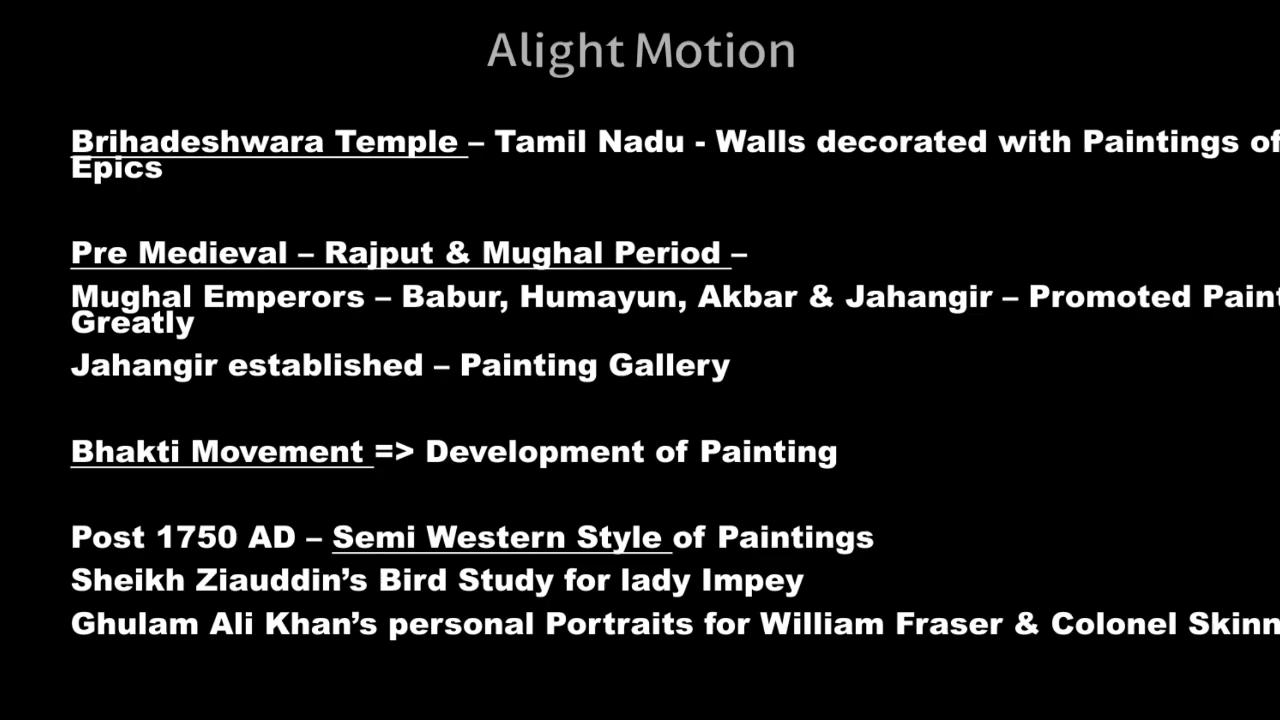 Alight Motion
Brihadeshwara Temple – Tamil Nadu - Walls decorated with Paintings of
Epics
Pre Medieval – Rajput & Mughal Period –
Mughal Emperors – Babur, Humayun, Akbar & Jahangir – Promoted Paint
Greatly
Jahangir established – Painting Gallery
Bhakti Movement => Development of Painting
Post 1750 AD – Semi Western Style of Paintings
Sheikh Ziauddin’s Bird Study for lady Impey
Ghulam Ali Khan’s personal Portraits for William Fraser & Colonel Skinn